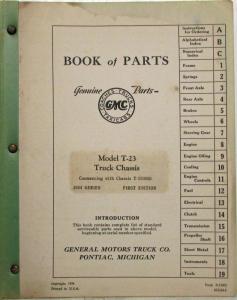 BOOK OF PARTS
Genuine Parts
GENERAL MOTORS TRUCKS
GMC
Model T-23
Truck Chassis
Commencing with Chassis
1934 SERIES FIRST EDITION
INTRODUCTION
This book contains complete list of standard
serviceable parts used in above model,
beginning at serial number specified.
GENERAL MOTORS TRUCK CO.
PONTIAC, MICHIGAN
Copyright, 1934
Printed in U.S.A.
Instructions for Ordering A
Alphabetical Index B
Numerical Index C
Frame 1
Springs 2
Front Axle 3
Rear Axle 4
Brakes 5
Wheels 6
Steering Gear 7
Engine 8
Engine Oiling 9
Cooling 10
Engine Controls 11
Fuel 12
Electrical 13
Clutch 14
Transmission 15
Propeller Shaft 16
Sheet Metal 17
Instruments 18
Tools 19